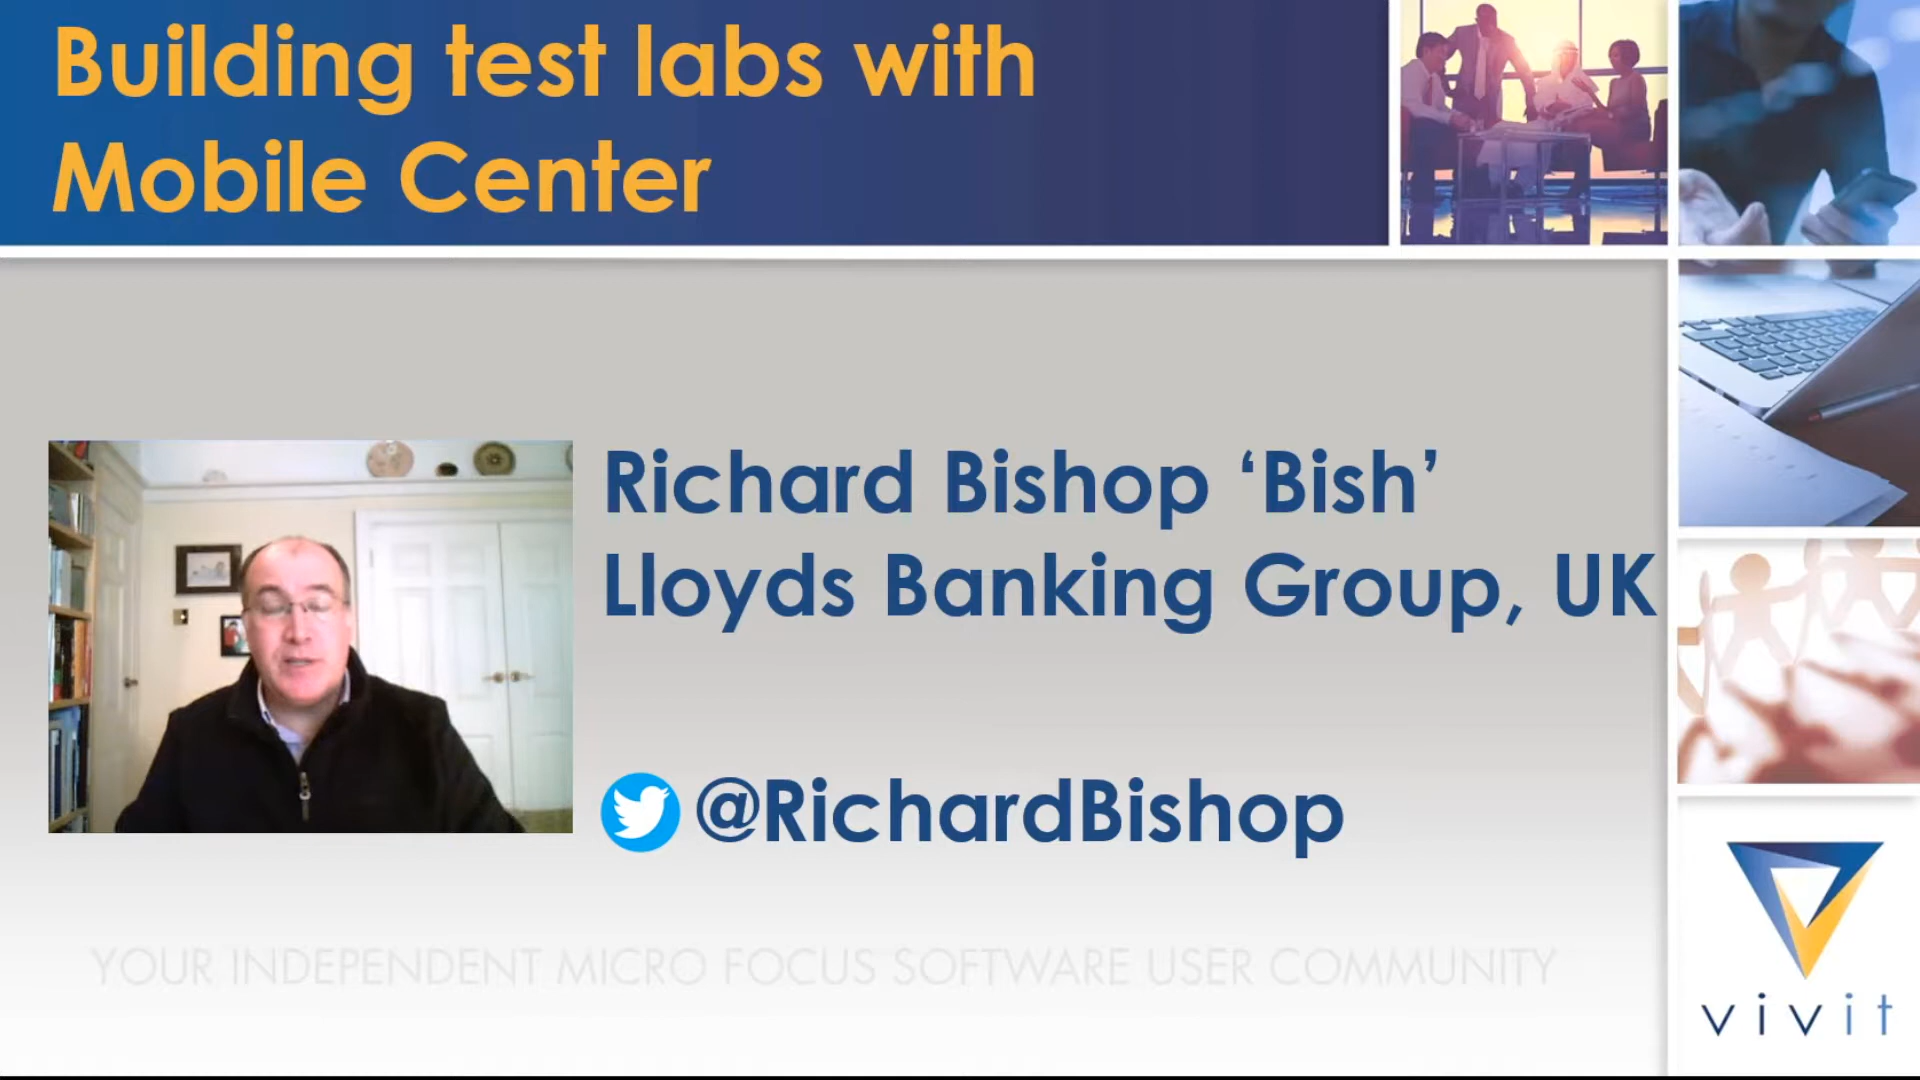 Building test labs with
Mobile Center
Richard Bishop ‘Bish’
Lloyds Banking Group, UK
@RichardBishop
YOUR INDEPENDENT MICRO FOCUS SOFTWARE USER COMMUNITY
vivit